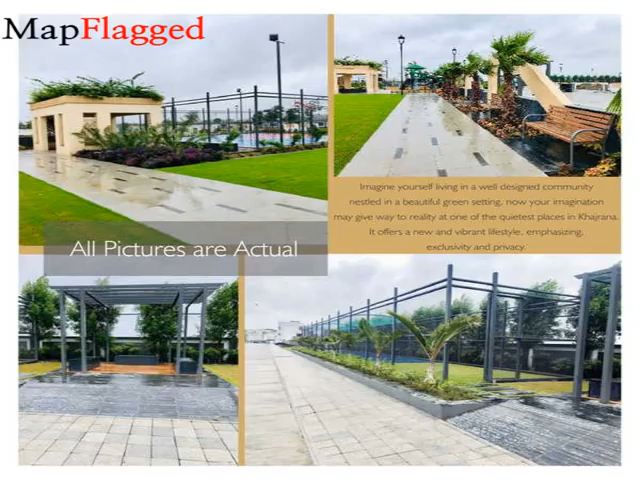 MapFlagged
Imagine yourself living in a well designed community
nestled in a beautiful green setting, now your imagination
may give way to reality at one of the quietest places in Khajrana.
It offers a new and vibrant lifestyle, emphasizing,
exclusivity and privacy.
All Pictures are Actual